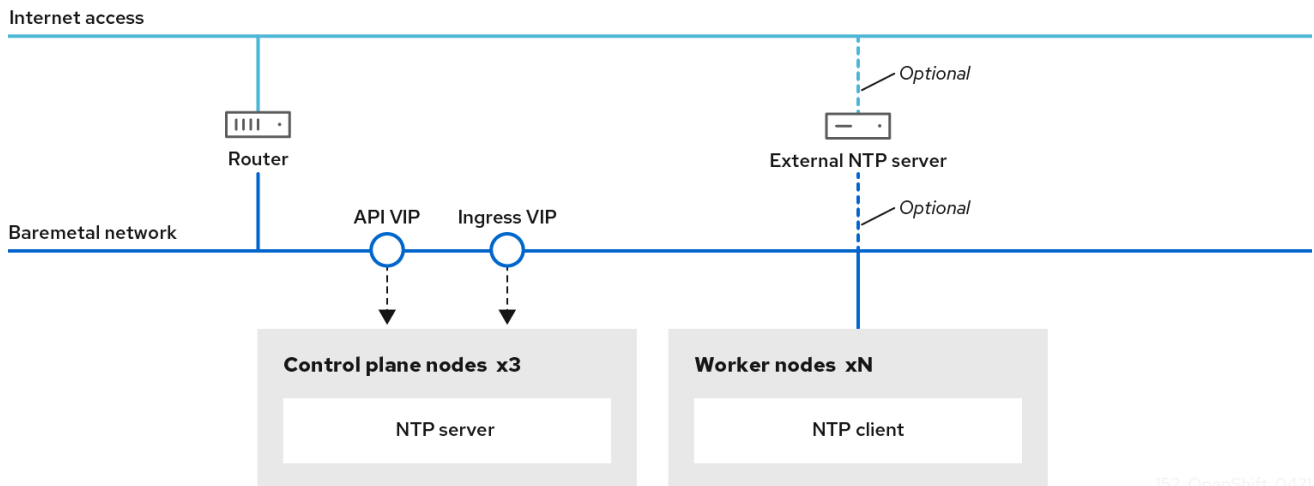 Internet access
Optional
Router
External NTP server
Optional
API VIP
Ingress VIP
Baremetal network
Control plane nodes x3
Worker nodes xN
NTP server
NTP client